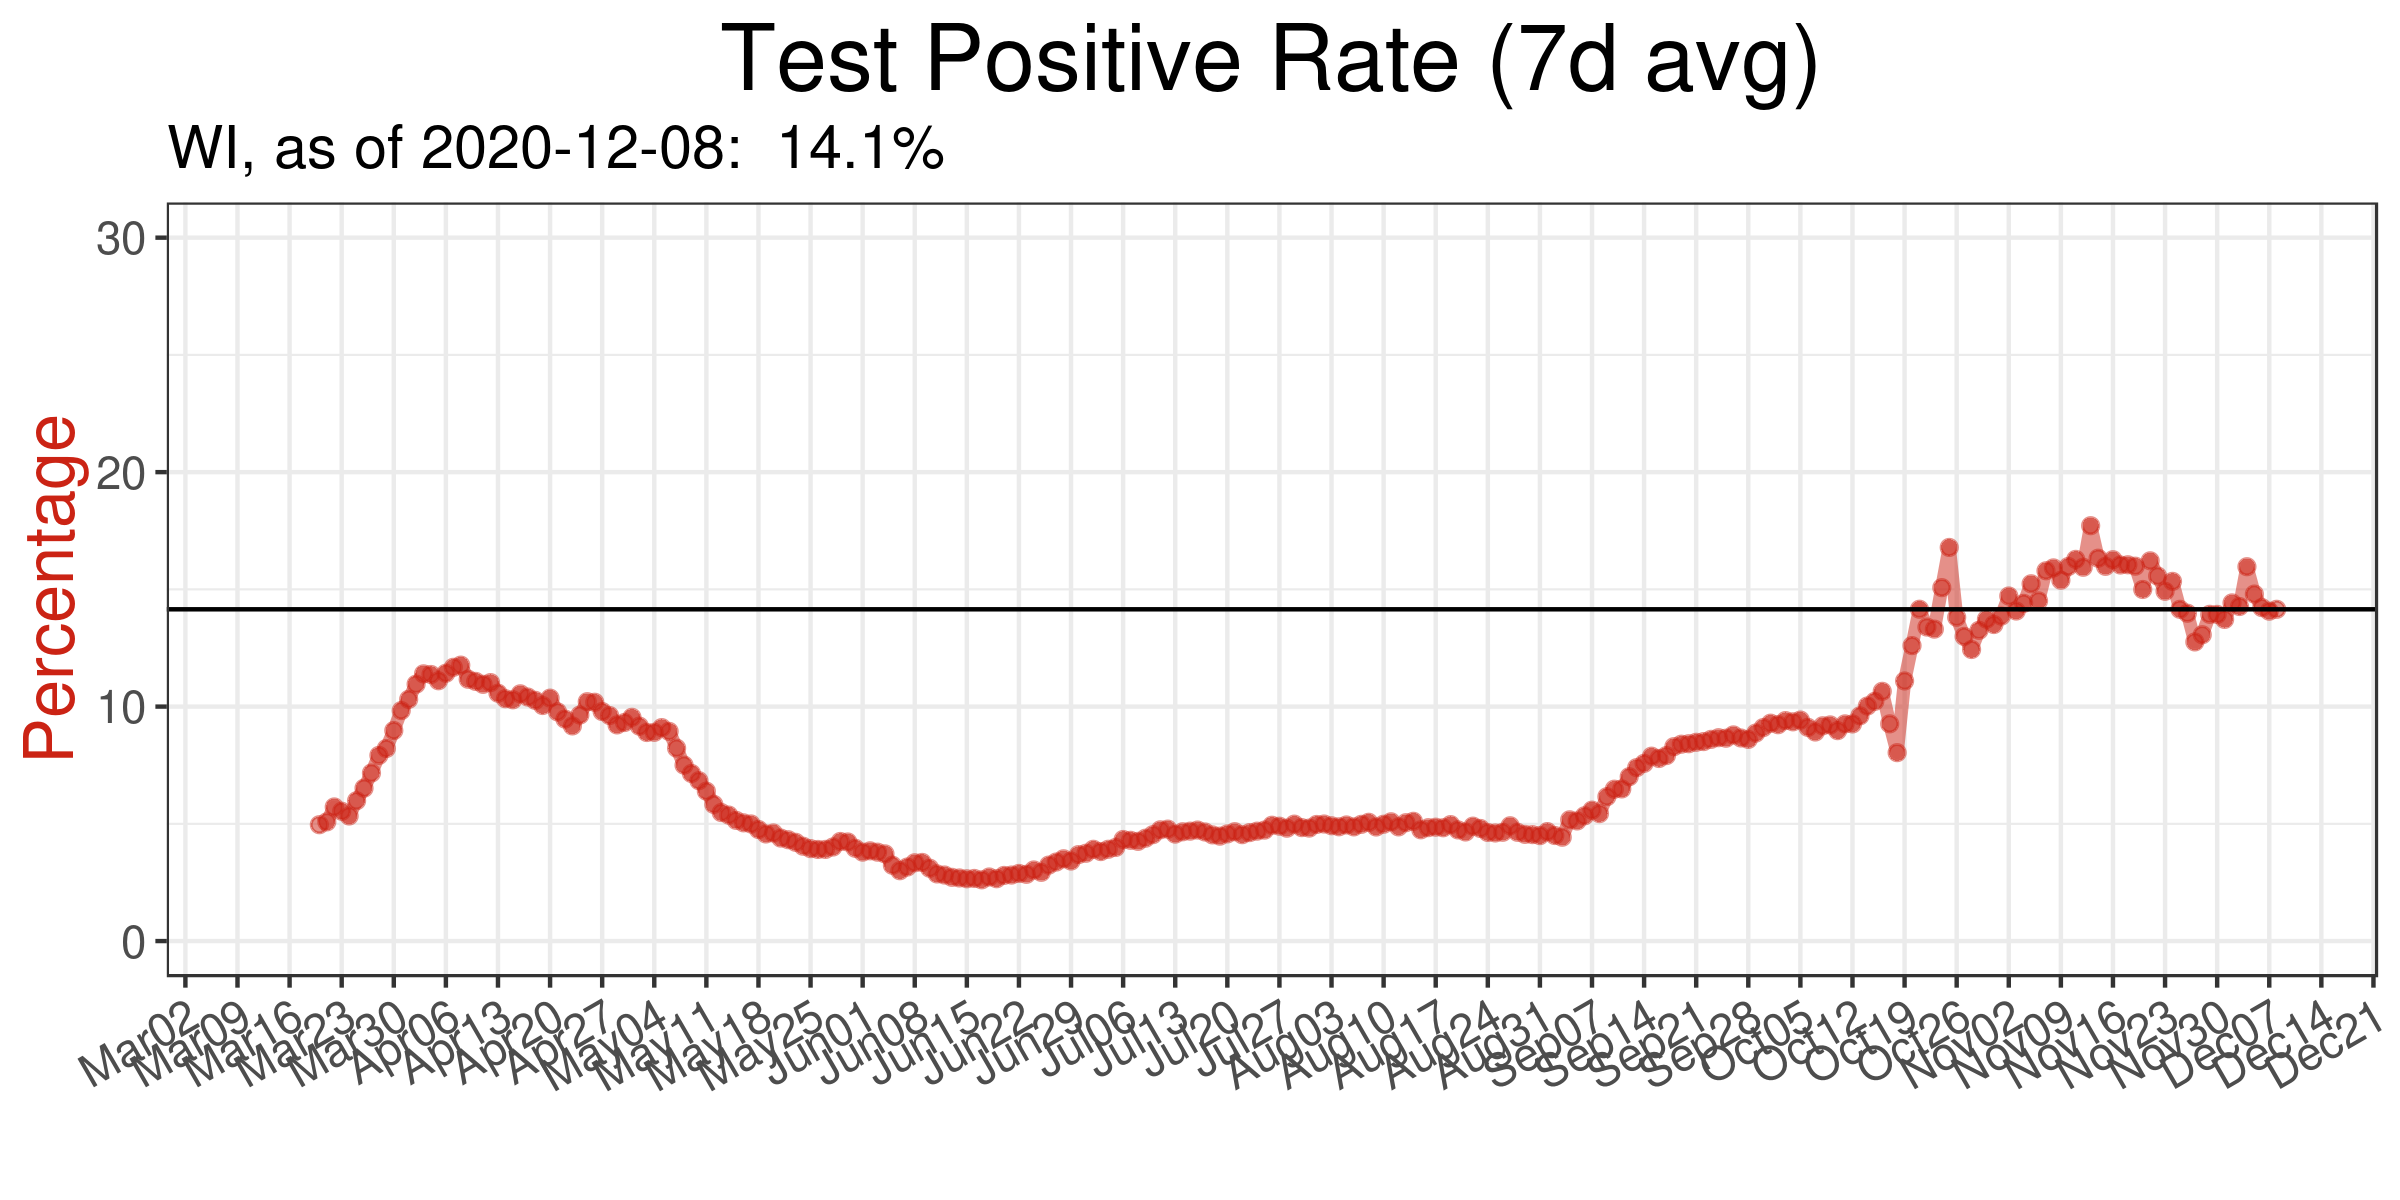 Test Positive Rate (7d avg)
WI, as of 2020-12-08:  14.1%
Percentage
30
20
10
0
Mar02
Mar09
Mar16
Mar23
Mar30
Apr06
Apr13
Apr20
Apr27
May04
May11
May18
May25
Jun01
Jun08
Jun15
Jun22
Jun29
Jul06
Jul13
Jul20
Jul27
Aug03
Aug10
Aug17
Aug24
Aug31
Sep07
Sep14
Sep21
Sep28
Oct05
Oct12
Oct19
Oct26
Nov02
Nov09
Nov16
Nov23
Nov30
Dec07
Dec14
Dec21